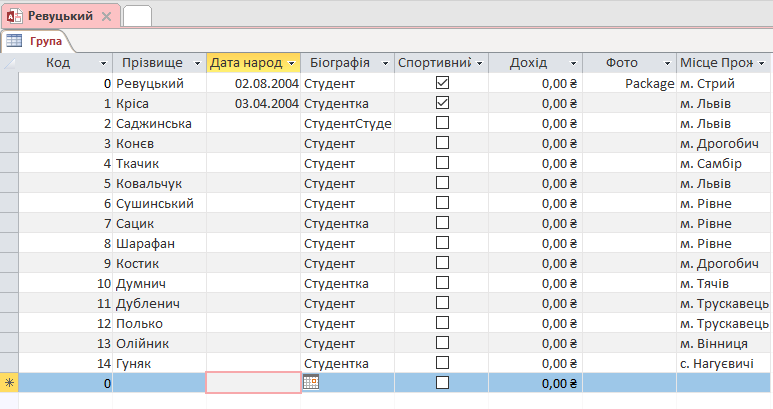 Ревуцький
Група
Код Прізвище Дата народ Біографія Спортивний Дохід Фото Місце Прож
0 Ревуцький 02.08.2004 Студент 0,00 ₴ Package м. Стрий
1 Кріса 03.04.2004 Студентка 0,00 ₴ м. Львів
2 Саджинська СтудентСтуде 0,00 ₴ м. Львів
3 Конєв Студент 0,00 ₴ м. Дрогобич
4 Ткачик Студент 0,00 ₴ м. Самбір
5 Ковальчук Студент 0,00 ₴ м. Львів
6 Сушинський Студент 0,00 ₴ м. Рівне
7 Сацик Студентка 0,00 ₴ м. Рівне
8 Шарафан Студент 0,00 ₴ м. Рівне
9 Костик Студент 0,00 ₴ м. Дрогобич
10 Думнич Студентка 0,00 ₴ м. Тячів
11 Дубленич Студент 0,00 ₴ м. Трускавець
12 Полько Студент 0,00 ₴ м. Трускавець
13 Олійник Студент 0,00 ₴ м. Вінниця
14 Гуняк Студентка 0,00 ₴ с. Нагуєвичі
0 0,00 ₴